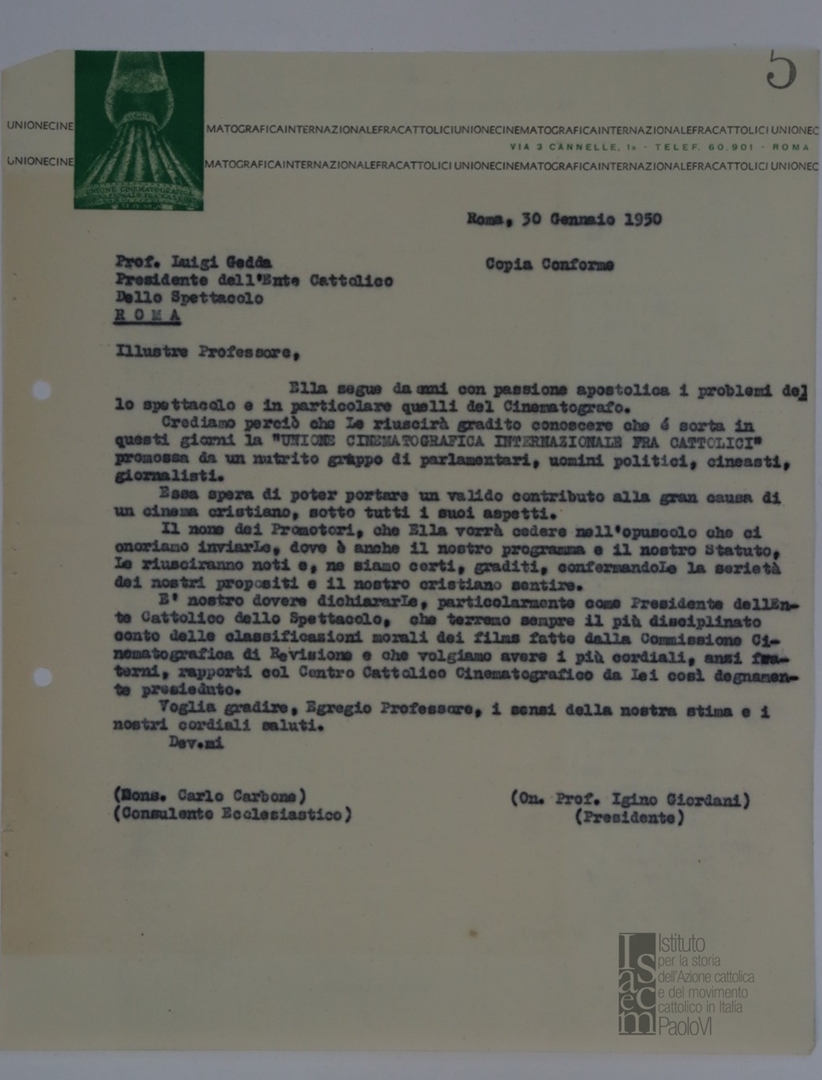 5
UNIONECINE MATOGRAFICAINTERNAZIONALEFRACATTOLICIUNIONECINEMATOGRAFICAINTERNAZIONALEFRACATTOLICI UNIONEC
VIA 3 CANNELLE, 1a - TELEF. 60.901 - ROMA
UNIONECINE MATOGRAFICAINTERNAZIONALEFRACATTOLICI UNIONECINEMATOGRAFICAINTERNAZIONALEFRACATTOLICI UNIONEC
UNIONE CINEMATOGRAFICA
ROMA
Roma, 30 Gennaio 1950
Prof. Luigi Gedda Copia Conforme
Presidente dell'Ente Cattolico
Dello Spettacolo
R O M A
Illustre Professore,
Ella segue da anni con passione apostolica i problemi del
lo spettacolo e in particolare quelli del Cinematografo.
Crediamo perciò che Le riuscirà gradito conoscere che é sorta in
questi giorni la "UNIONE CINEMATOGRAFICA INTERNAZIONALE FRA CATTOLICI"
promossa da un nutrito gruppo di parlamentari, uomini politici, cineasti,
giornalisti.
Essa spera di poter portare un valido contributo alla gran causa di
un cinema cristiano, sotto tutti i suoi aspetti.
Il nome dei Promotori, che Ella vorrà cedere nell'opuscolo che ci
onoriamo inviarLe, dove è anche il nostro programma e il nostro Statuto,
Le riusciranno noti e, ne siamo certi, graditi, confermandoLe la serietà
dei nostri propositi e il nostro cristiano sentire.
E' nostro dovere dichiararLe, particolarmente come Presidente dellEn-
te Cattolico dello Spettacolo, che terremo sempre il più disciplinato
conto delle classificazioni morali dei films fatte dalla Commissione Ci-
nematografica di Revisione e che volgiamo avere i più cordiali, anzi fra-
terni, rapporti col Centro Cattolico Cinematografico da Lei così degnamen-
te presieduto.
Voglia gradire, Egregio Professore, i sensi della nostra stima e i
nostri cordiali saluti.
Dev.mi
(Mons. Carlo Carbone) (On. Prof. Igino Giordani)
(Consulente Ecclesiastico) (Presidente)
Isacem
Istituto
per la storia
dell'Azione cattolica
e del movimento
cattolico in Italia
PaoloVI